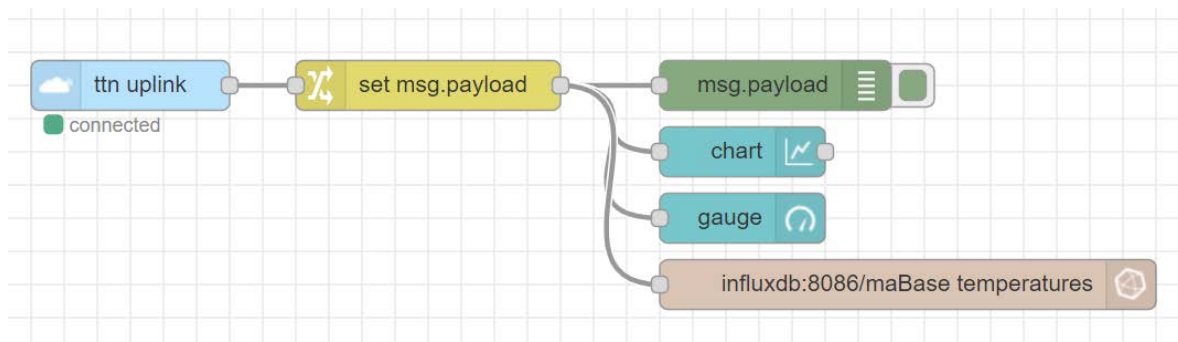 ttn uplink
connected
set msg.payload
msg.payload
chart
gauge
influxdb:8086/maBase temperatures